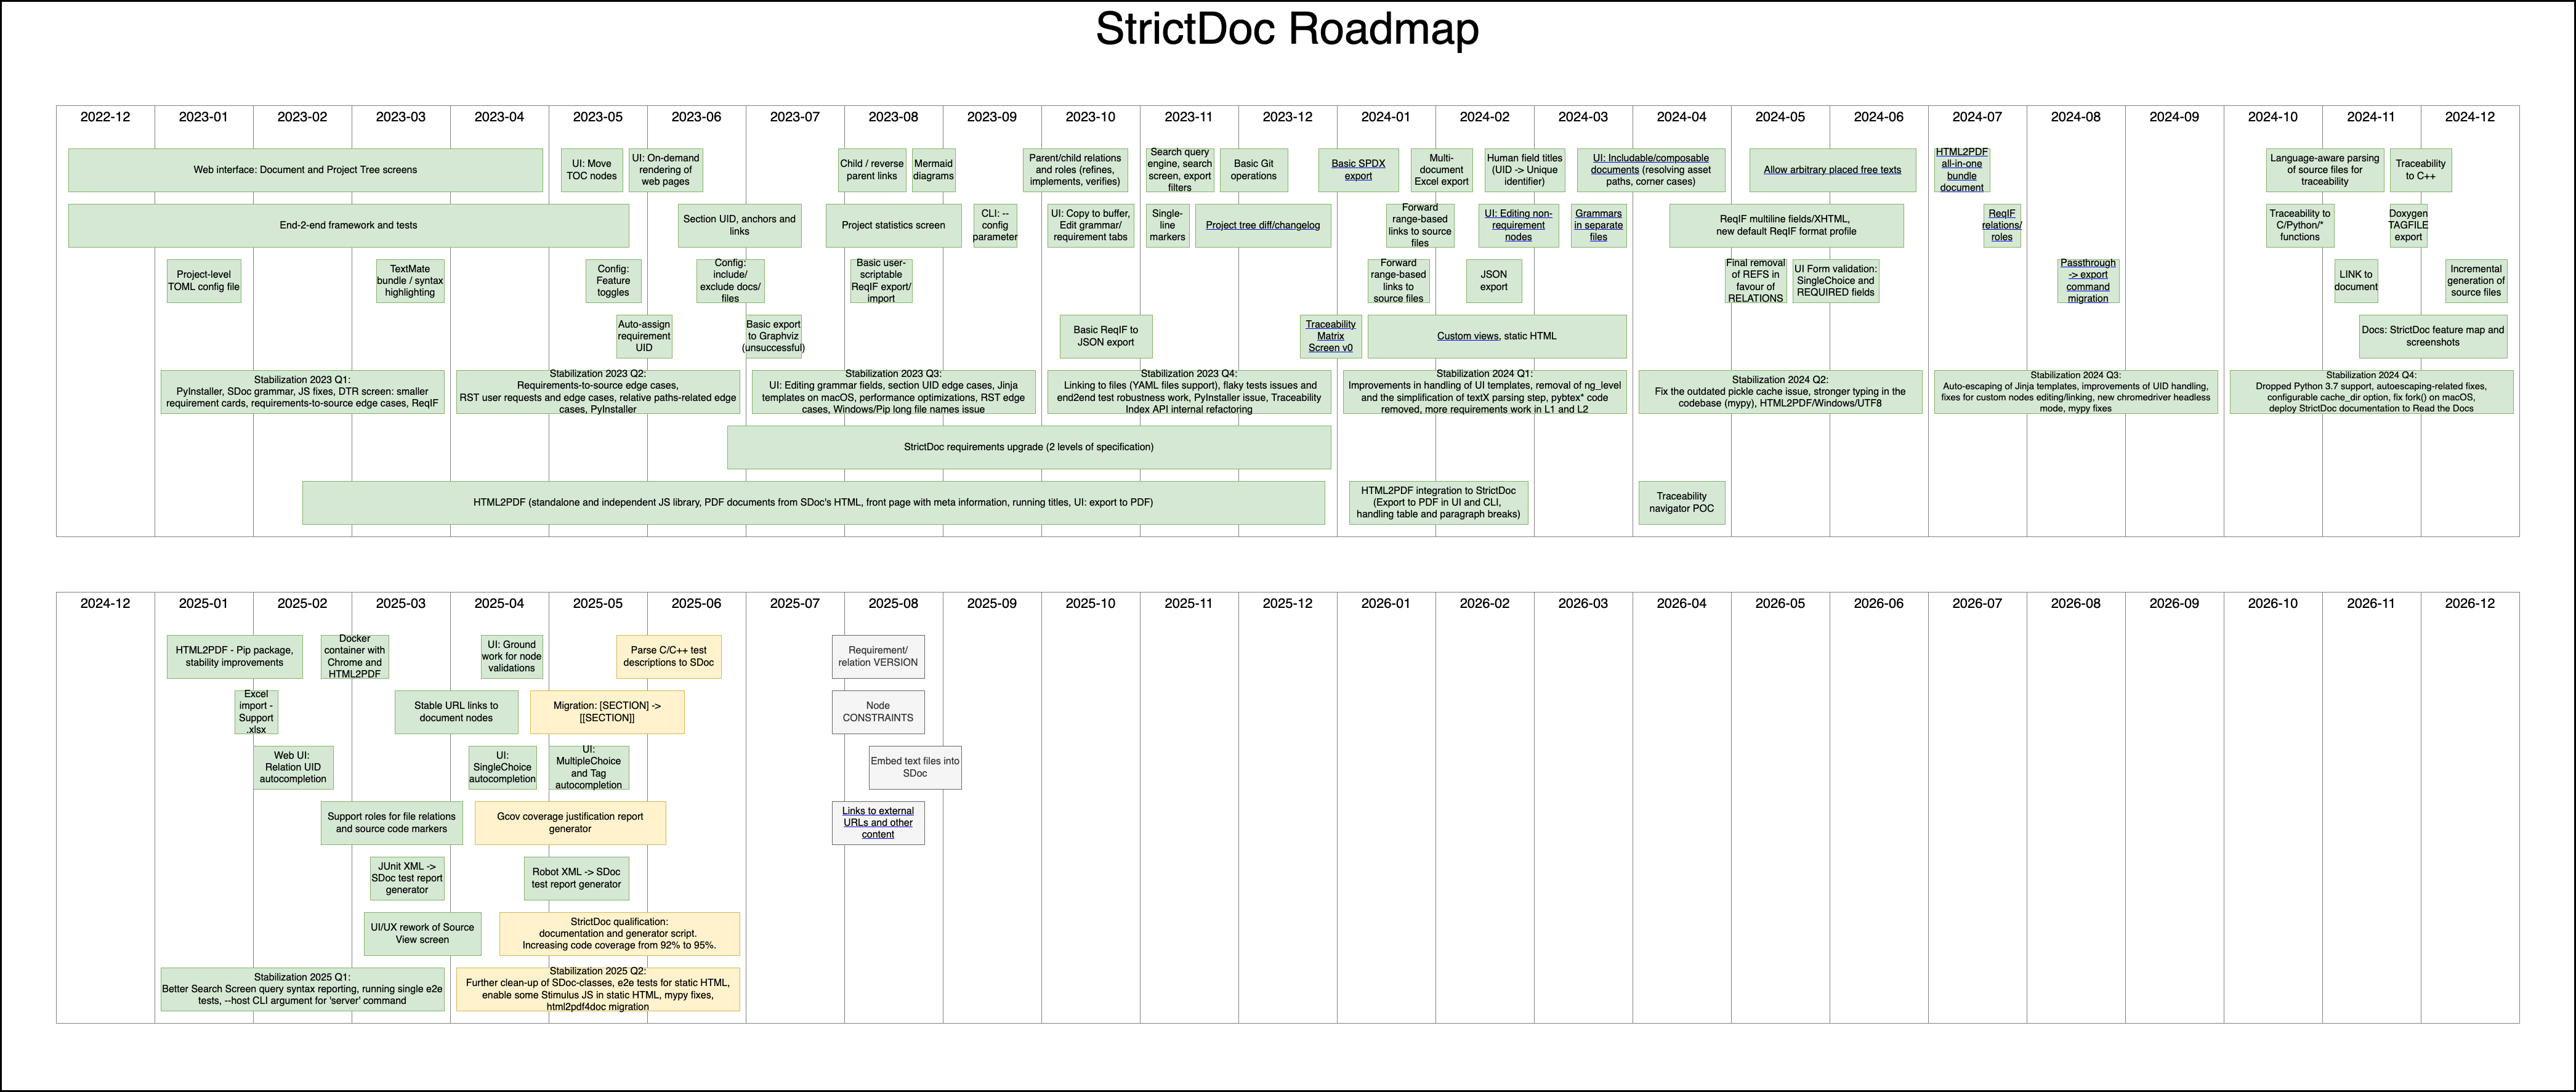 StrictDoc Roadmap
2022-12
2023-01
2023-02
2023-03
2023-04
2023-05
2023-06
2023-07
2023-08
2023-09
2023-10
2023-11
2023-12
2024-01
2024-02
2024-03
2024-04
2024-05
2024-06
2024-07
2024-08
2024-10
2024-11
2024-12
Web interface: Document and Project Tree screens
UI: Move
TOC nodes
UI: On-demand
rendering of
web pages
Child / reverse
parent links
Mermaid
diagrams
Parent/child relations
and roles (refines,
implements, verifies)
Search query
engine, search
screen, export
filters
Basic Git
operations
Basic SPDX
export
Multi-
document
Excel export
Human field titles
(UID -> Unique
identifier)
UI: Includable/composable
documents (resolving asset
paths, corner cases)
Allow arbitrary placed free texts
HTML2PDF
all-in-one
bundle
document
Language-aware parsing
of source files for
traceability
Traceability
to C++
End-2-end framework and tests
Section UID, anchors and
links
Project statistics screen
CLI: --
config
parameter
UI: Copy to buffer,
Edit grammar/
requirement tabs
Single-
line
markers
Project tree diff/changelog
Forward
range-based
links to source
files
UI: Editing non-
requirement
nodes
Grammars
in separate
files
ReqIF multiline fields/XHTML,
new default ReqIF format profile
ReqIF
relations/
roles
Traceability to
C/Python/*
functions
Doxygen
TAGFILE
export
Project-level
TOML config file
TextMate
bundle / syntax
highlighting
Config:
Feature
toggles
Config:
include/
exclude docs/
files
Basic user-
scriptable
ReqIF export/
import
Forward
range-based
links to
source files
JSON
export
Final removal
of REFS in
favour of
RELATIONS
UI Form validation:
SingleChoice and
REQUIRED fields
Passthrough
-> export
command
migration
LINK to
document
Incremental
generation of
source files
Auto-assign
requirement
UID
Basic export
to Graphviz
(unsuccessful)
Basic ReqIF to
JSON export
Traceability
Matrix
Screen v0
Custom views, static HTML
Docs: StrictDoc feature map and
screenshots
Stabilization 2023 Q1:
PyInstaller, SDoc grammar, JS fixes, DTR screen: smaller
requirement cards, requirements-to-source edge cases, ReqIF
Stabilization 2023 Q2:
Requirements-to-source edge cases,
RST user requests and edge cases, relative paths-related edge
cases, PyInstaller
Stabilization 2023 Q3:
UI: Editing grammar fields, section UID edge cases, Jinja
templates on macOS, performance optimizations, RST edge
cases, Windows/Pip long file names issue
Stabilization 2023 Q4:
Linking to files (YAML files support), flaky tests issues and
end2end test robustness work, PyInstaller issue, Traceability
Index API internal refactoring
Stabilization 2024 Q1:
Improvements in handling of UI templates, removal of ng_level
and the simplification of textX parsing step, pybtex* code
removed, more requirements work in L1 and L2
Stabilization 2024 Q2:
Fix the outdated pickle cache issue, stronger typing in the
codebase (mypy), HTML2PDF/Windows/UTF8
Stabilization 2024 Q3:
Auto-escaping of Jinja templates, improvements of UID handling,
fixes for custom nodes editing/linking, new chromedriver headless
mode, mypy fixes
Stabilization 2024 Q4:
Dropped Python 3.7 support, autoescaping-related fixes,
configurable cache_dir option, fix fork() on macOS,
deploy StrictDoc documentation to Read the Docs
StrictDoc requirements upgrade (2 levels of specification)
HTML2PDF (standalone and independent JS library, PDF documents from SDoc's HTML, front page with meta information, running titles, UI: export to PDF)
HTML2PDF integration to StrictDoc
(Export to PDF in UI and CLI,
handling table and paragraph breaks)
Traceability
navigator POC
2024-12
2025-01
2025-02
2025-03
2025-04
2025-05
2025-06
2025-07
2025-08
2025-09
2025-10
2025-11
2025-12
2026-01
2026-02
2026-03
2026-04
2026-05
2026-06
2026-07
2026-08
2026-09
2026-10
2026-11
2026-12
HTML2PDF - Pip package,
stability improvements
Docker
container with
Chrome and
HTML2PDF
UI: Ground
work for node
validations
Parse C/C++ test
descriptions to SDoc
Requirement/
relation VERSION
Excel
import -
Support
.xlsx
Stable URL links to
document nodes
Migration: [SECTION] ->
[[SECTION]]
Node
CONSTRAINTS
Web UI:
Relation UID
autocompletion
UI:
SingleChoice
autocompletion
UI:
MultipleChoice
and Tag
autocompletion
Embed text files into
SDoc
Support roles for file relations
and source code markers
Gcov coverage justification report
generator
Links to external
URLs and other
content
JUnit XML ->
SDoc test report
generator
Robot XML -> SDoc
test report generator
UI/UX rework of Source
View screen
StrictDoc qualification:
documentation and generator script.
Increasing code coverage from 92% to 95%.
Stabilization 2025 Q1:
Better Search Screen query syntax reporting, running single e2e
tests, --host CLI argument for 'server' command
Stabilization 2025 Q2:
Further clean-up of SDoc-classes, e2e tests for static HTML,
enable some Stimulus JS in static HTML, mypy fixes,
html2pdf4doc migration